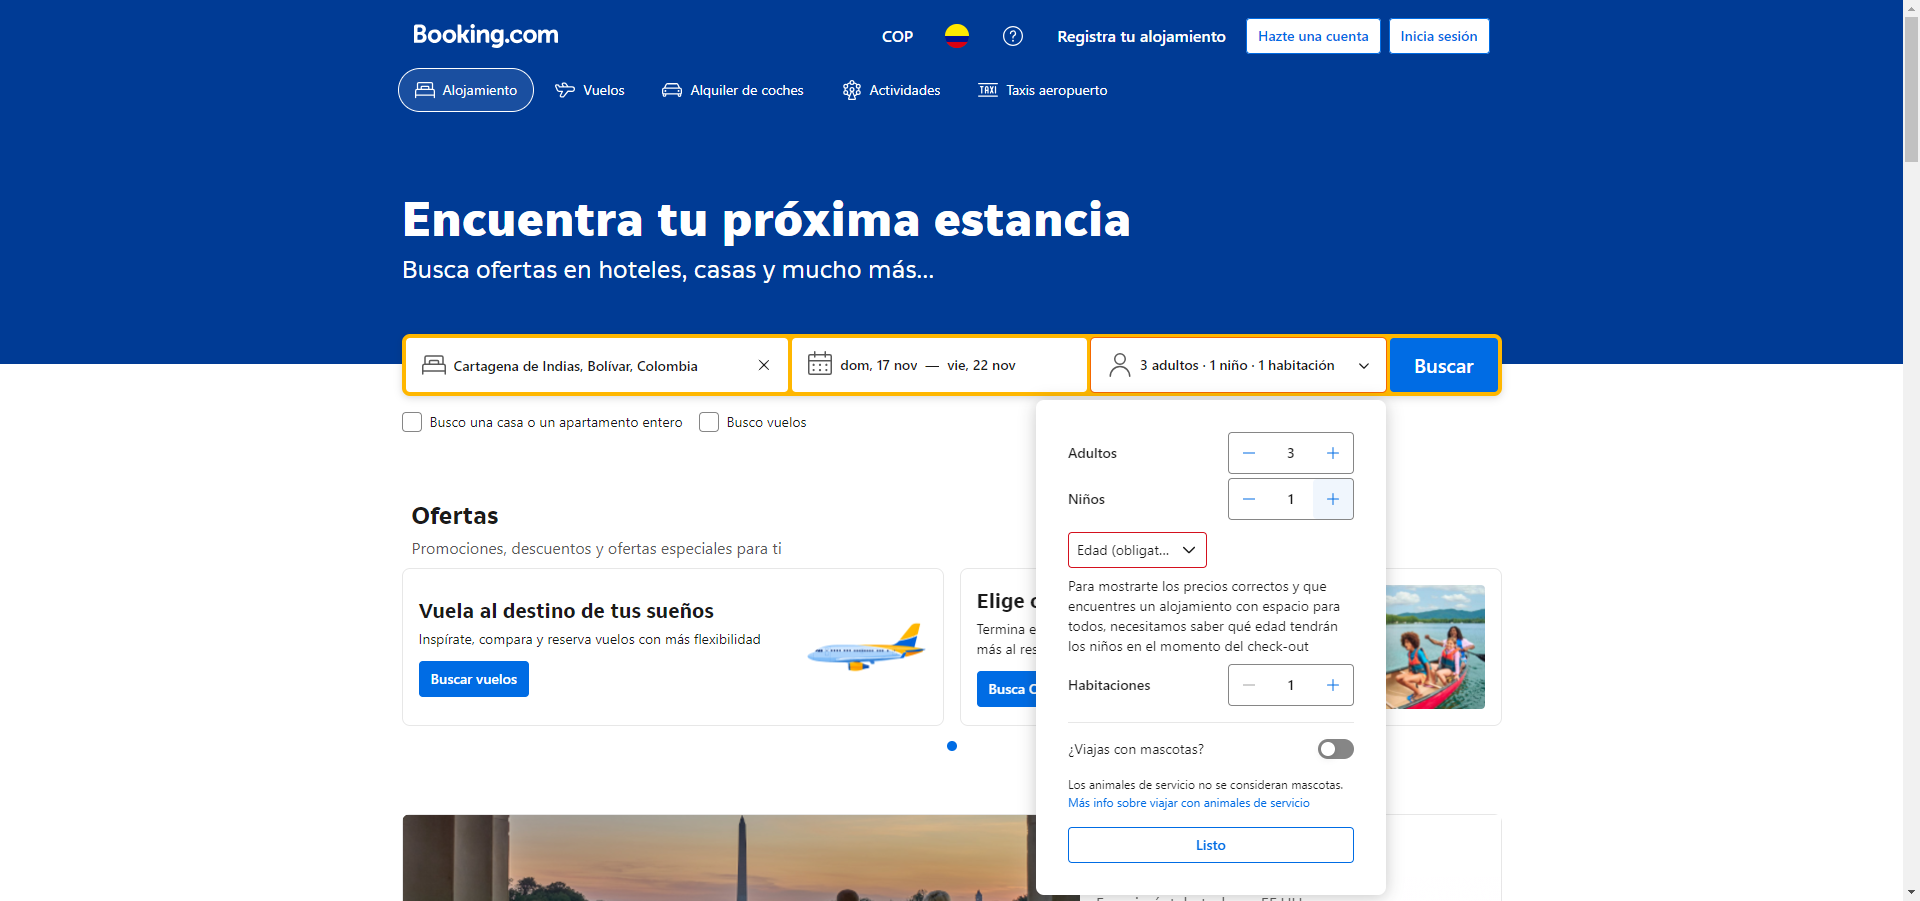 Booking.com
COP
Registra tu alojamiento
Hazte una cuenta
Inicia sesión
Alojamiento
Vuelos
Alquiler de coches
Actividades
TAXI
Taxis aeropuerto
Encuentra tu próxima estancia
Busca ofertas en hoteles, casas y mucho más...
Cartagena de Indias, Bolívar, Colombia
dom, 17 nov — vie, 22 nov
3 adultos · 1 niño · 1 habitación
Buscar
Busco una casa o un apartamento entero
Busco vuelos
Adultos
3
Niños
1
Edad (obligat...
Para mostrarte los precios correctos y que
encuentres un alojamiento con espacio para
todos, necesitamos saber qué edad tendrán
los niños en el momento del check-out
Habitaciones
1
¿Viajas con mascotas?
Los animales de servicio no se consideran mascotas.
Más info sobre viajar con animales de servicio
Listo
Ofertas
Promociones, descuentos y ofertas especiales para ti
Vuela al destino de tus sueños
Inspírate, compara y reserva vuelos con más flexibilidad
Buscar vuelos
Elige
Termina
más al
Busca